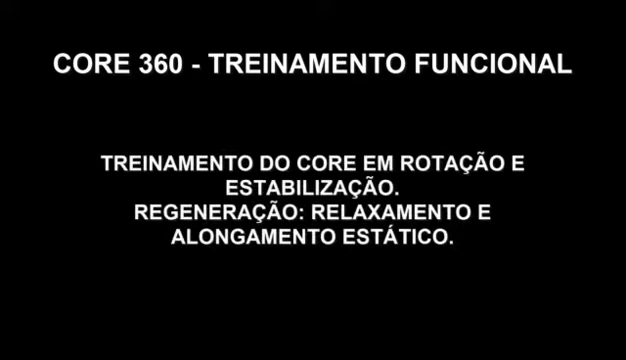 CORE 360 - TREINAMENTO FUNCIONAL
TREINAMENTO DO CORE EM ROTAÇÃO E
ESTABILIZAÇÃO.
REGENERAÇÃO: RELAXAMENTO E
ALONGAMENTO ESTÁTICO.